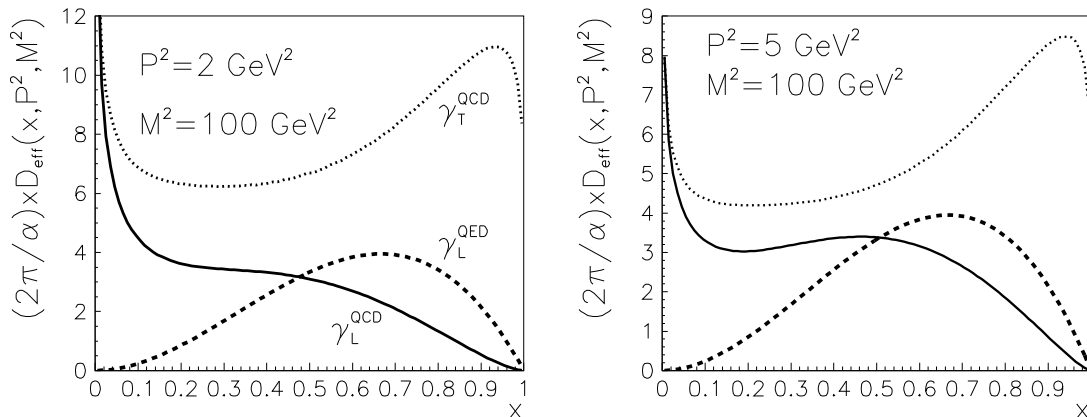 (2π/α)xD_eff(x,P²,M²)
12
10
8
6
4
2
0
P²=2 GeV²
M²=100 GeV²
γ_T^QCD
γ_L^QED
γ_L^QCD
0 0.1 0.2 0.3 0.4 0.5 0.6 0.7 0.8 0.9 1
x
(2π/α)xD_eff(x,P²,M²)
9
8
7
6
5
4
3
2
1
0
P²=5 GeV²
M²=100 GeV²
0 0.1 0.2 0.3 0.4 0.5 0.6 0.7 0.8 0.9
x